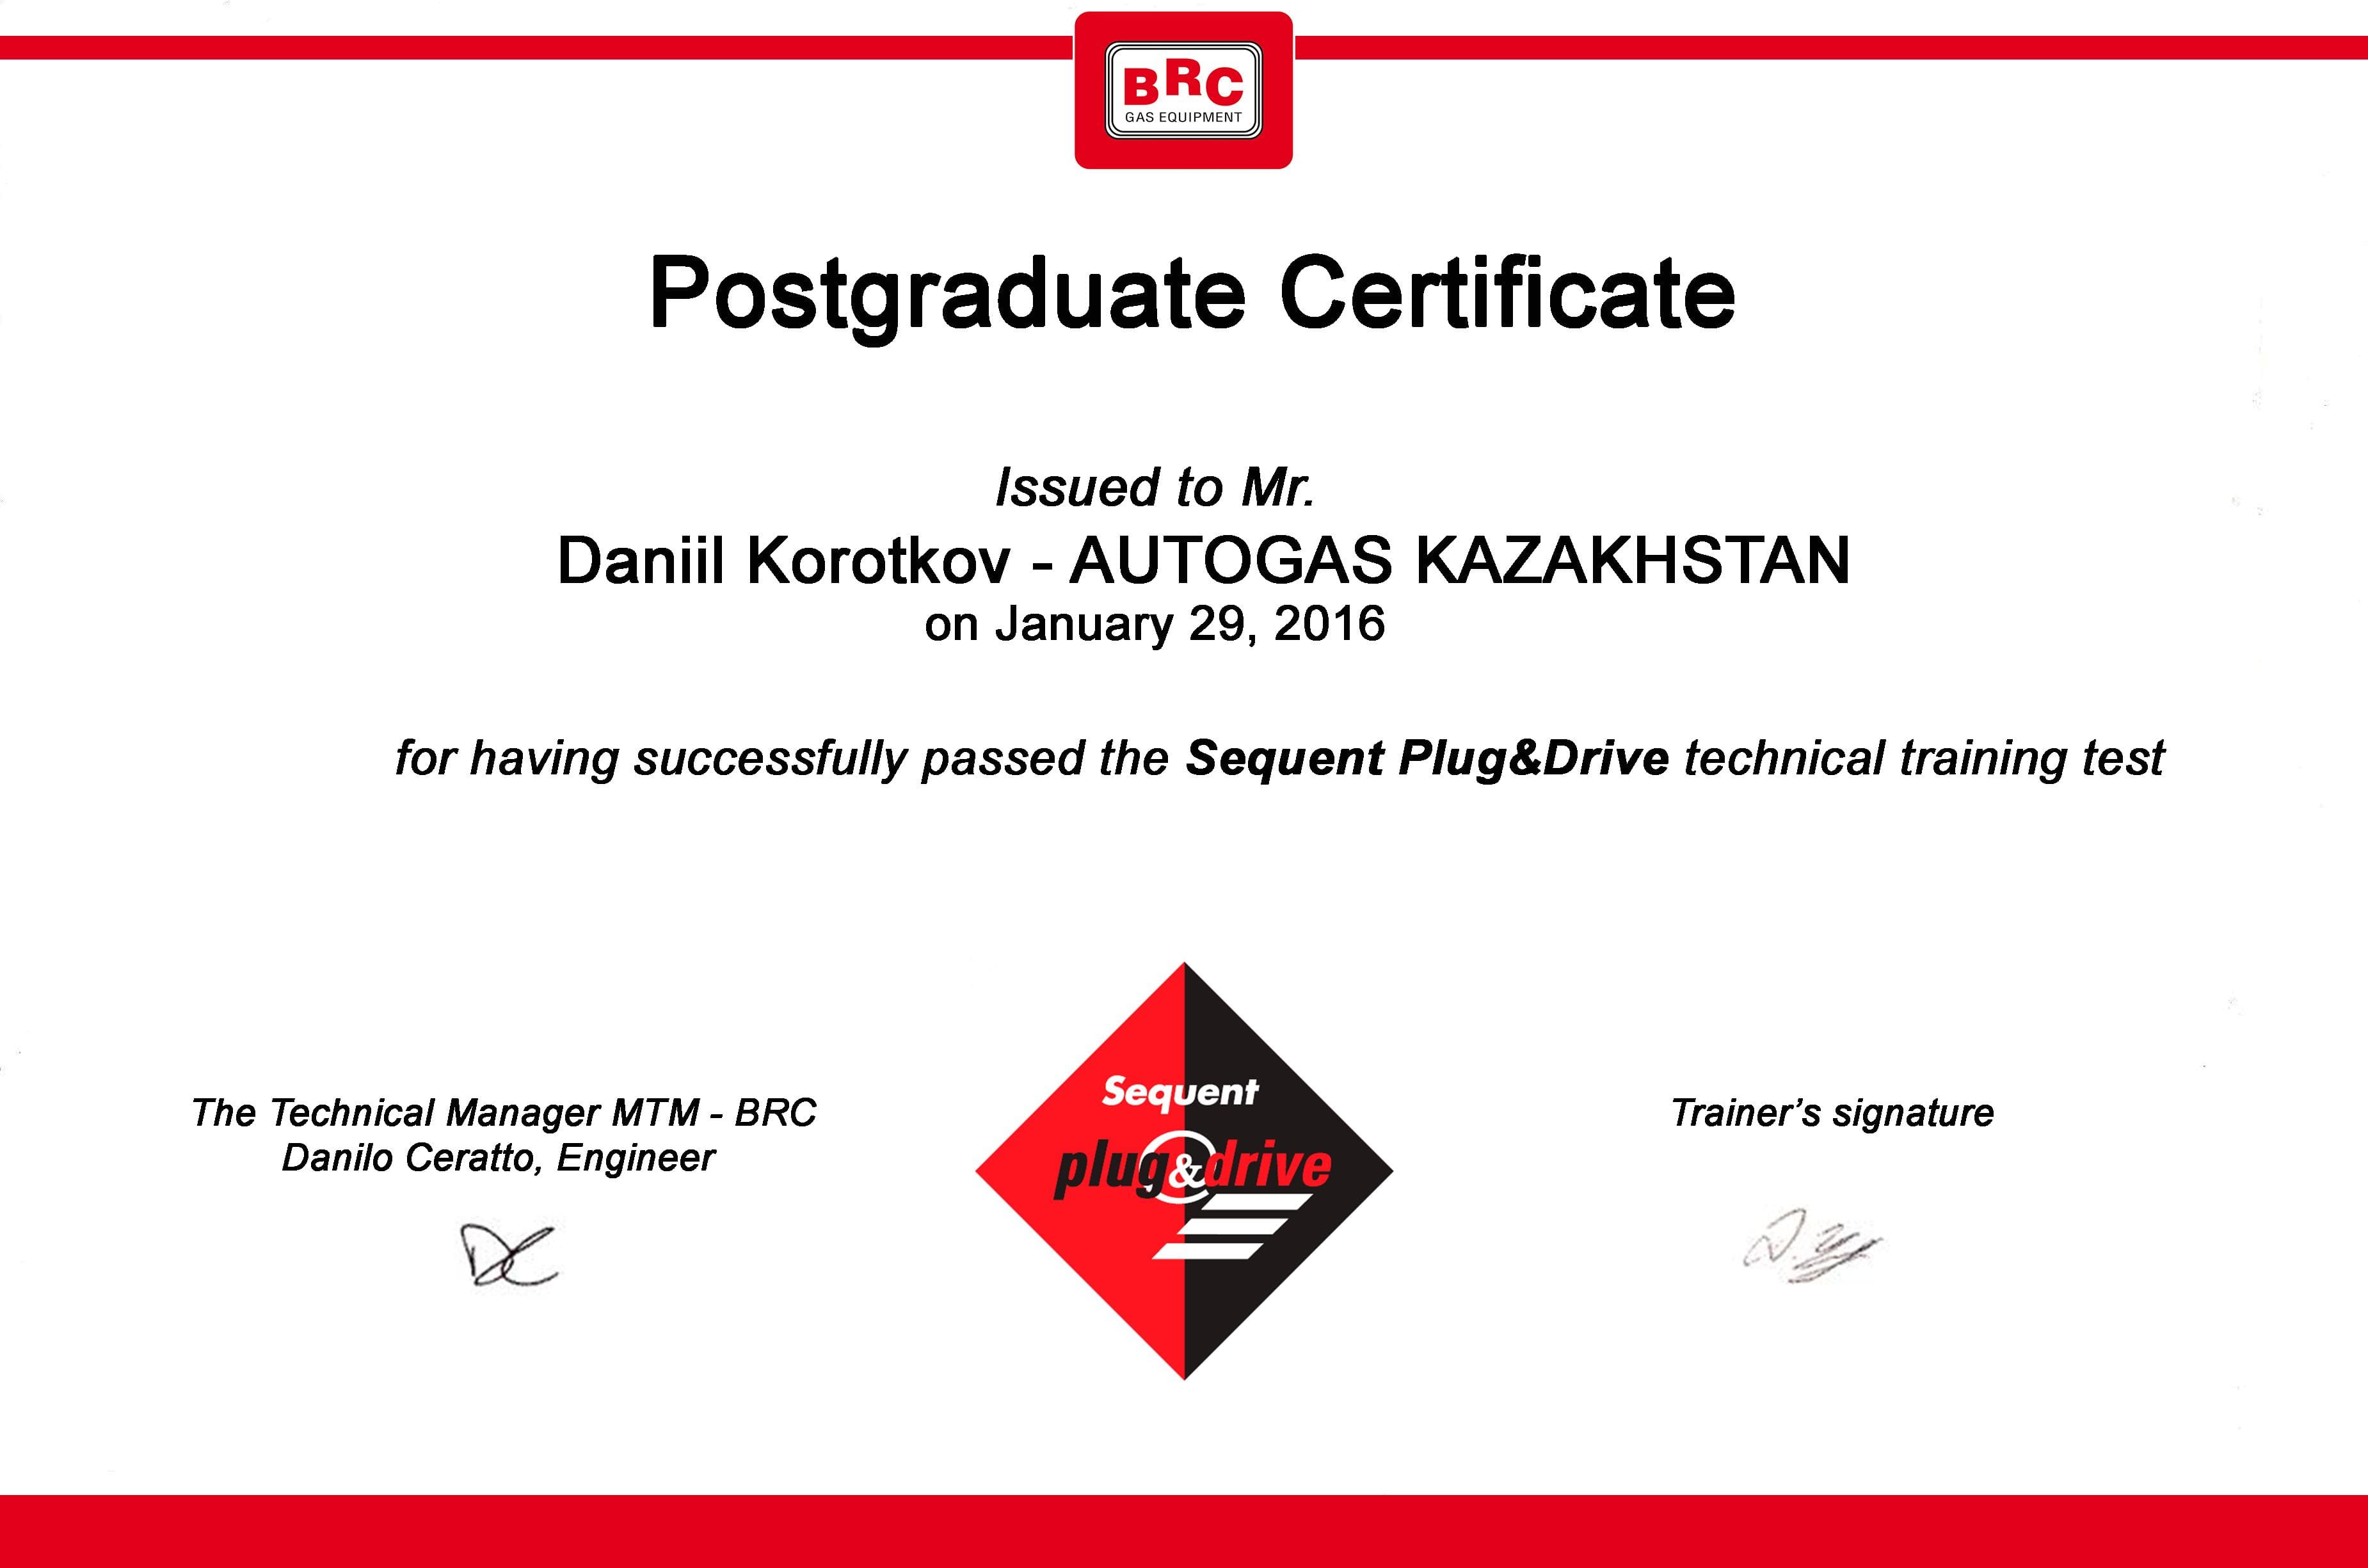 BRC
GAS EQUIPMENT
Postgraduate Certificate
Issued to Mr.
Daniil Korotkov - AUTOGAS KAZAKHSTAN
on January 29, 2016
for having successfully passed the Sequent Plug&Drive technical training test
The Technical Manager MTM - BRC
Danilo Ceratto, Engineer
DC
Trainer’s signature
Sequent
plug&drive